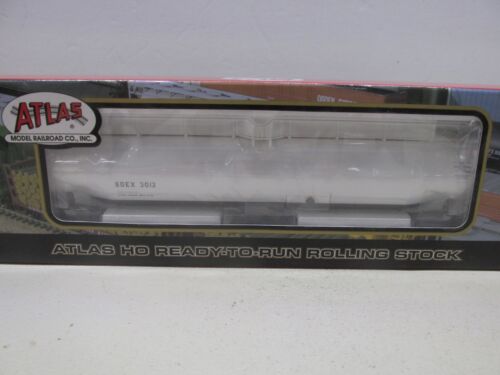 ATLAS
MODEL RAILROAD CO., INC.
SDEX 3013
ATLAS HO READY-TO-RUN ROLLING STOCK